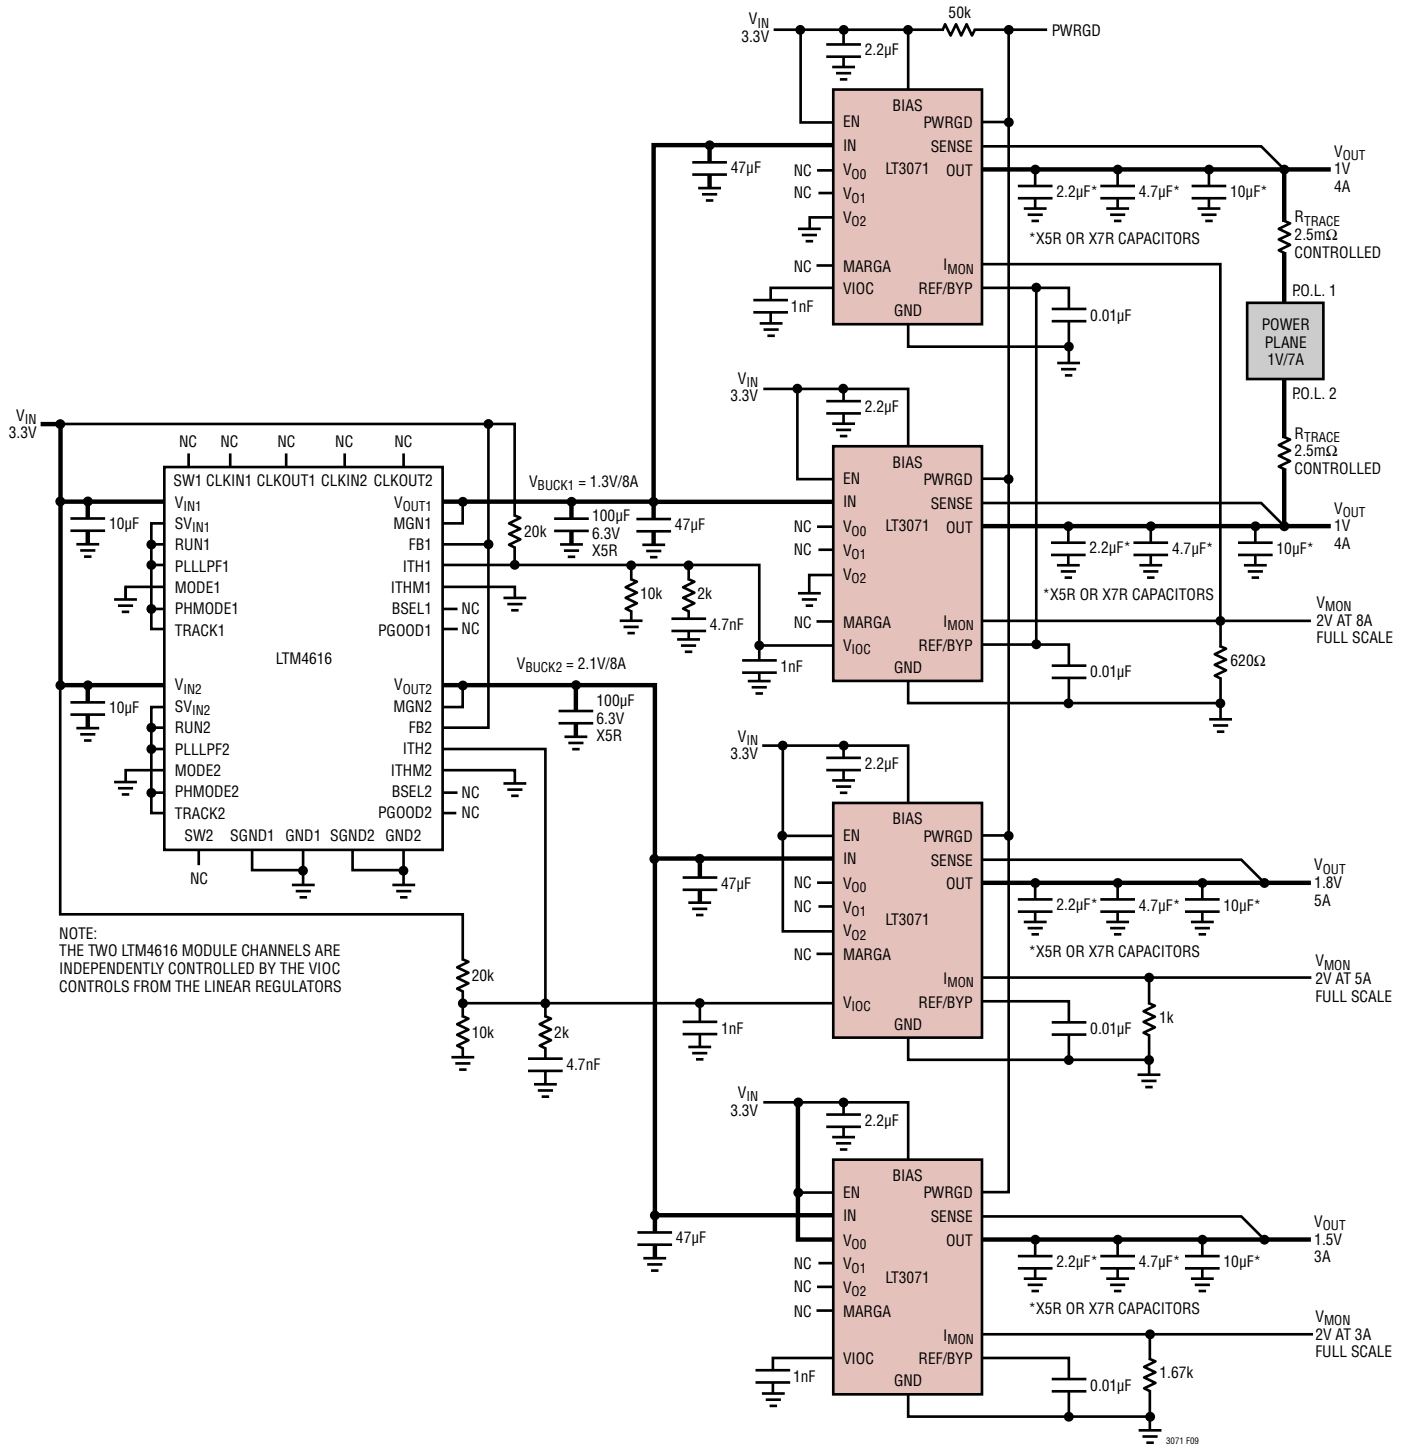 VIN
3.3V
50k
PWRGD
2.2µF
BIAS
EN
PWRGD
IN
SENSE
47µF
NC
VO0
LT3071
OUT
NC
VO1
VO2
2.2µF*
4.7µF*
10µF*
*X5R OR X7R CAPACITORS
VOUT
1V
4A
RTRACE
2.5mΩ
CONTROLLED
NC
MARGA
IMON
VIOC
REF/BYP
1nF
GND
0.01µF
P.O.L. 1
POWER
PLANE
1V/7A
P.O.L. 2
RTRACE
2.5mΩ
CONTROLLED
VIN
3.3V
2.2µF
BIAS
EN
PWRGD
IN
SENSE
NC
VO0
LT3071
OUT
NC
VO1
VO2
2.2µF*
4.7µF*
10µF*
*X5R OR X7R CAPACITORS
VOUT
1V
4A
NC
MARGA
IMON
VIOC
REF/BYP
1nF
GND
0.01µF
VMON
2V AT 8A
FULL SCALE
620Ω
VIN
3.3V
NC
NC
NC
NC
NC
SW1
CLKIN1
CLKOUT1
CLKIN2
CLKOUT2
VIN1
VOUT1
VBUCK1 = 1.3V/8A
10µF
SVIN1
MGN1
RUN1
FB1
PLLLPF1
ITH1
MODE1
ITHM1
PHMODE1
BSEL1
NC
TRACK1
PGOOD1
NC
20k
100µF
6.3V
X5R
47µF
10k
2k
4.7nF
LTM4616
VIN2
VOUT2
VBUCK2 = 2.1V/8A
10µF
SVIN2
MGN2
RUN2
FB2
PLLLPF2
ITH2
MODE2
ITHM2
PHMODE2
BSEL2
NC
TRACK2
PGOOD2
NC
100µF
6.3V
X5R
SW2
SGND1
GND1
SGND2
GND2
NC
NOTE:
THE TWO LTM4616 MODULE CHANNELS ARE
INDEPENDENTLY CONTROLLED BY THE VIOC
CONTROLS FROM THE LINEAR REGULATORS
20k
10k
2k
4.7nF
1nF
VIN
3.3V
2.2µF
BIAS
EN
PWRGD
IN
SENSE
47µF
NC
VO0
OUT
NC
VO1
LT3071
VO2
NC
MARGA
2.2µF*
4.7µF*
10µF*
*X5R OR X7R CAPACITORS
VOUT
1.8V
5A
IMON
VIOC
REF/BYP
GND
0.01µF
1k
VMON
2V AT 5A
FULL SCALE
VIN
3.3V
2.2µF
BIAS
EN
PWRGD
IN
SENSE
47µF
VO0
OUT
NC
VO1
LT3071
NC
VO2
NC
MARGA
2.2µF*
4.7µF*
10µF*
*X5R OR X7R CAPACITORS
VOUT
1.5V
3A
IMON
VIOC
REF/BYP
1nF
GND
0.01µF
1.67k
VMON
2V AT 3A
FULL SCALE
3071 F09